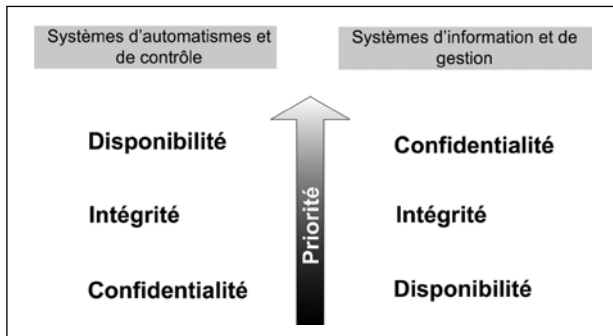 Systèmes d'automatismes et
de contrôle
Systèmes d'information et de
gestion
Disponibilité
Confidentialité
Intégrité
Intégrité
Confidentialité
Disponibilité
Priorité